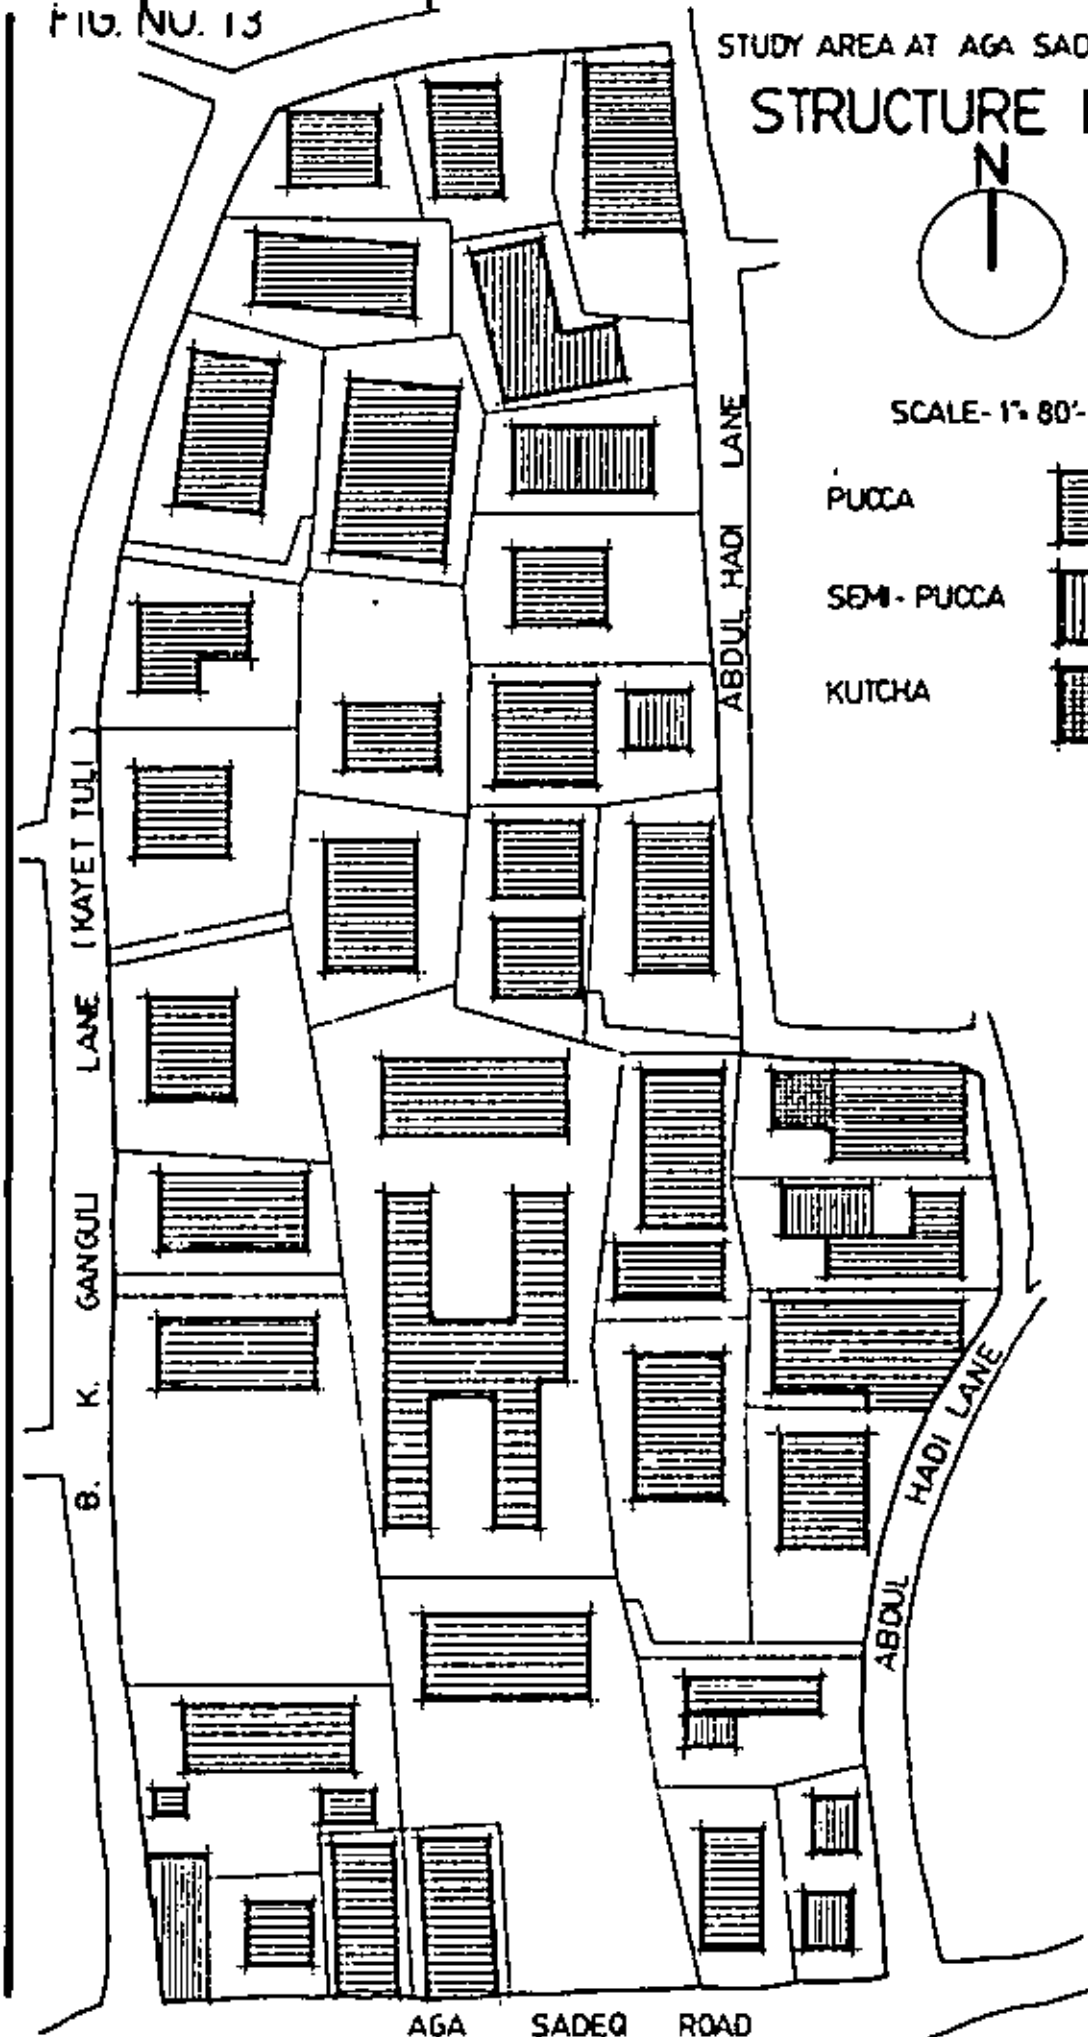 FIG. NO. 13
STUDY AREA AT AGA SAD
STRUCTURE
N
SCALE - 1"= 80'-
PUCCA
SEMI - PUCCA
KUTCHA
ABDUL HADI LANE
B. K. GANGULI LANE (KAYET TULI)
ABDUL HADI LANE
AGA SADEQ ROAD